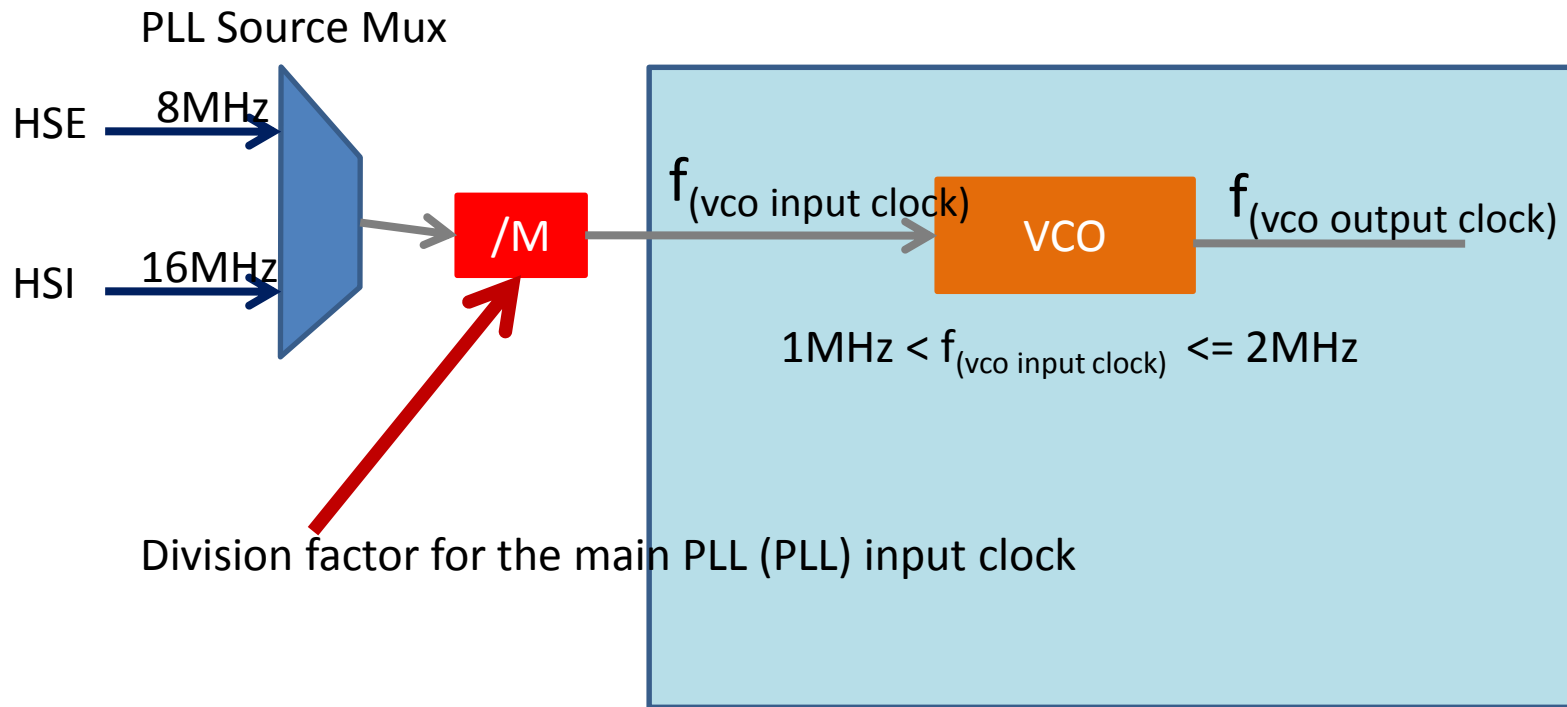 PLL Source Mux
HSE
8MHz
HSI
16MHz
/M
f(vco input clock)
VCO
f(vco output clock)
1MHz < f(vco input clock) <= 2MHz
Division factor for the main PLL (PLL) input clock